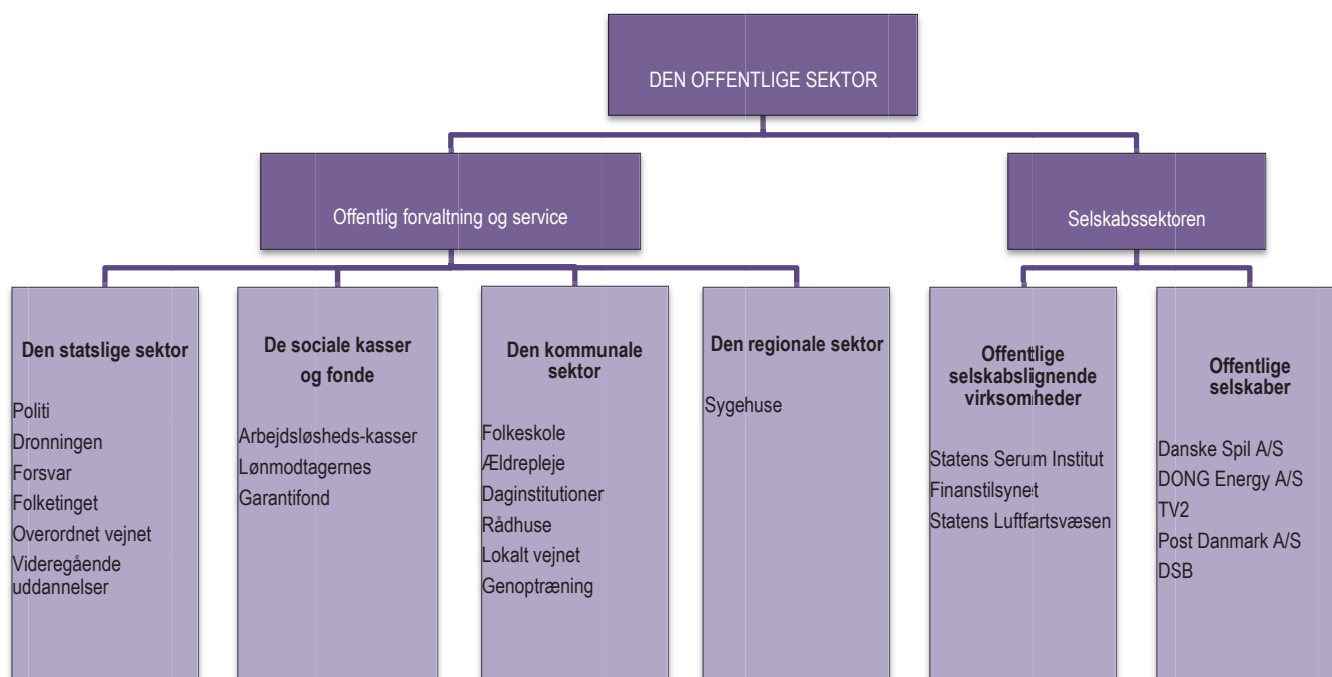 DEN OFFENTLIGE SEKTOR
Offentlig forvaltning og service
Selskabssektoren
Den statslige sektor
Politi
Dronningen
Forsvar
Folketinget
Overordnet vejnet
Videregående
uddannelser
De sociale kasser
og fonde
Arbejdsløsheds-kasser
Lønmodtagernes
Garantifond
Den kommunale
sektor
Folkeskole
Ældrepleje
Daginstitutioner
Rådhuse
Lokalt vejnet
Genoptræning
Den regionale sektor
Sygehuse
Offentlige
selskabslignende
virksomheder
Statens Serum Institut
Finanstilsynet
Statens Luftfartsvæsen
Offentlige
selskaber
Danske Spil A/S
DONG Energy A/S
TV2
Post Danmark A/S
DSB